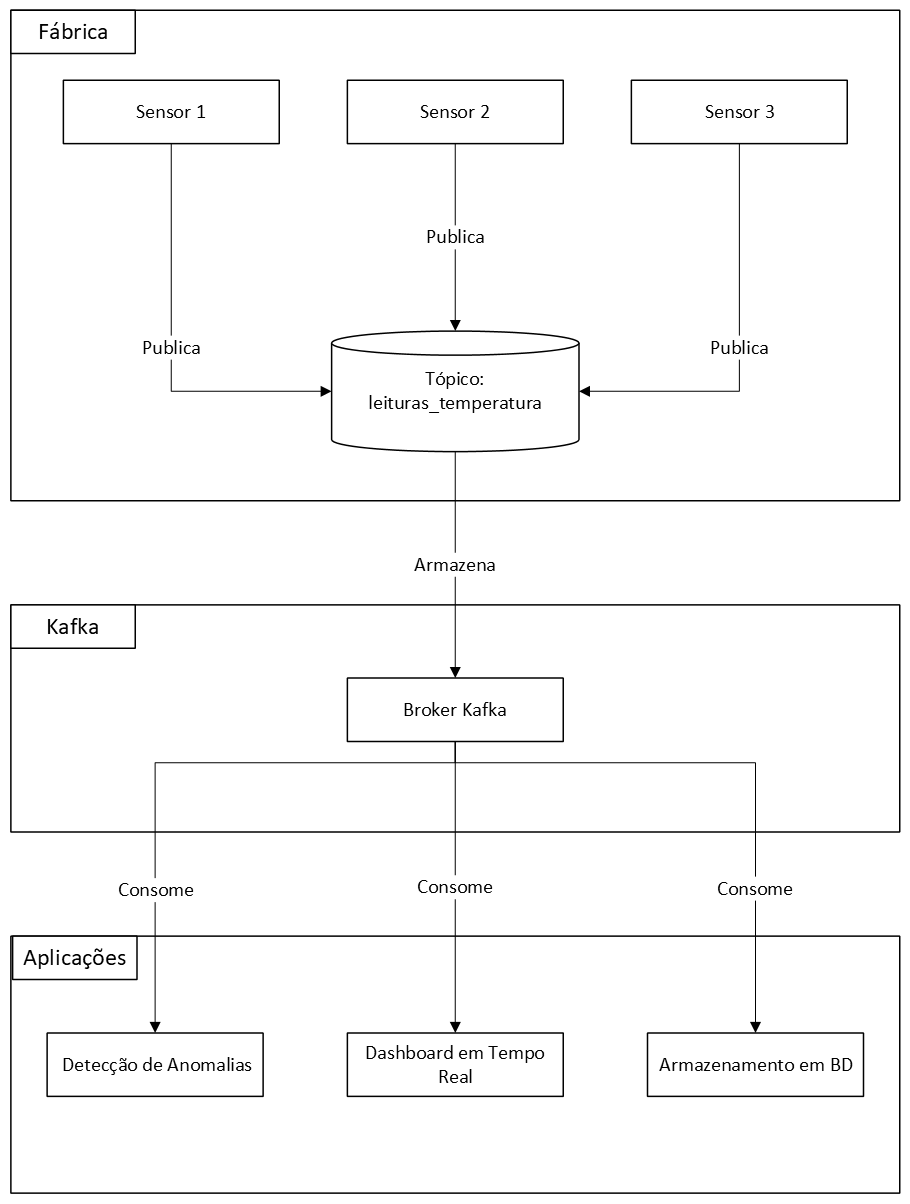 Fábrica
Sensor 1
Sensor 2
Sensor 3
Publica
Publica
Publica
Tópico:
leituras_temperatura
Armazena
Kafka
Broker Kafka
Consome
Consome
Consome
Aplicações
Detecção de Anomalias
Dashboard em Tempo
Real
Armazenamento em BD